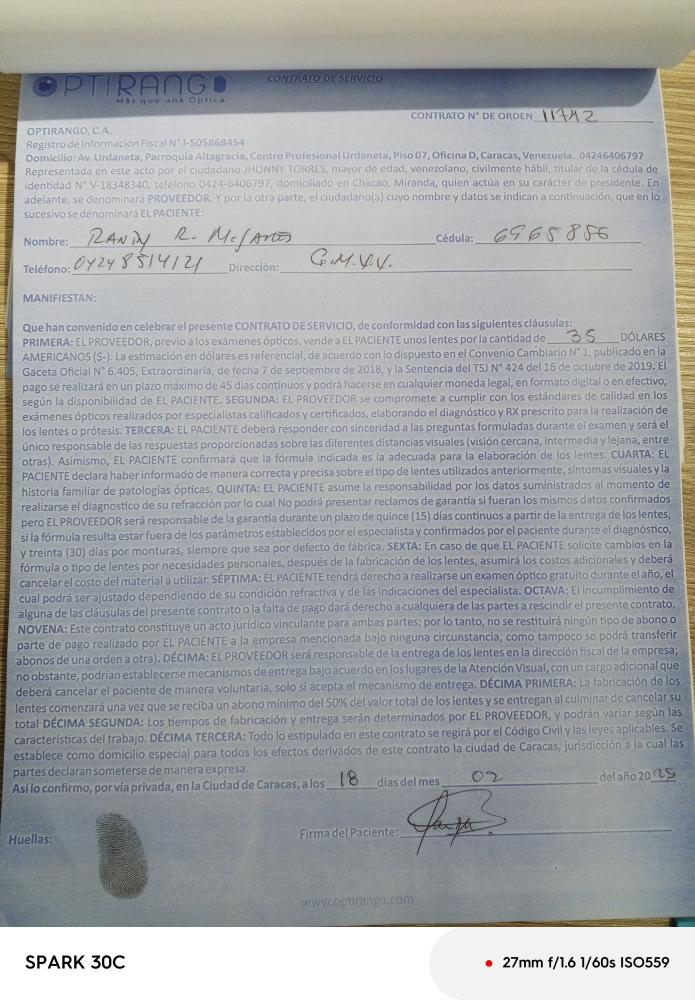 OPTIRANGO
Más que una Óptica
CONTRATO DE SERVICIO
CONTRATO N° DE ORDEN 11742
OPTIRANGO, C.A.
Registro de Información Fiscal N° J-505868454
Domicilio: Av. Urdaneta, Parroquia Altagracia, Centro Profesional Urdaneta, Piso 07, Oficina D, Caracas, Venezuela. 04246406797
Representada en este acto por el ciudadano JHONNY TORRES, mayor de edad, venezolano, civilmente hábil, titular de la cédula de
identidad N° V-18348340, teléfono 0424-6406797, domiciliado en Chacao, Miranda, quien actúa en su carácter de presidente. En
adelante, se denominará PROVEEDOR. Y por la otra parte, el ciudadano(a) cuyo nombre y datos se indican a continuación, que en lo
sucesivo se denominará EL PACIENTE:
Nombre: RANDY R. Cédula: 6965886
Teléfono: 04248514121 Dirección: G.M.V.V.
MANIFIESTAN:
Que han convenido en celebrar el presente CONTRATO DE SERVICIO, de conformidad con las siguientes cláusulas:
PRIMERA: EL PROVEEDOR, previo a los exámenes ópticos, vende a EL PACIENTE unos lentes por la cantidad de 35 DÓLARES
AMERICANOS ($-). La estimación en dólares es referencial, de acuerdo con lo dispuesto en el Convenio Cambiario N° 1, publicado en la
Gaceta Oficial N° 6.405, Extraordinaria, de fecha 7 de septiembre de 2018, y la Sentencia del TSJ N° 424 del 16 de octubre de 2019. El
pago se realizará en un plazo máximo de 45 días continuos y podrá hacerse en cualquier moneda legal, en formato digital o en efectivo,
según la disponibilidad de EL PACIENTE. SEGUNDA: EL PROVEEDOR se compromete a cumplir con los estándares de calidad en los
exámenes ópticos realizados por especialistas calificados y certificados, elaborando el diagnóstico y RX prescrito para la realización de
los lentes o prótesis. TERCERA: EL PACIENTE deberá responder con sinceridad a las preguntas formuladas durante el examen y será el
único responsable de las respuestas proporcionadas sobre las diferentes distancias visuales (visión cercana, intermedia y lejana, entre
otras). Asimismo, EL PACIENTE confirmará que la fórmula indicada es la adecuada para la elaboración de los lentes. CUARTA: EL
PACIENTE declara haber informado de manera correcta y precisa sobre el tipo de lentes utilizados anteriormente, síntomas visuales y la
historia familiar de patologías ópticas. QUINTA: EL PACIENTE asume la responsabilidad por los datos suministrados al momento de
realizarse el diagnostico de su refracción por lo cual No podrá presentar reclamos de garantía si fueran los mismos datos confirmados
pero EL PROVEEDOR será responsable de la garantía durante un plazo de quince (15) días continuos a partir de la entrega de los lentes,
si la fórmula resulta estar fuera de los parámetros establecidos por el especialista y confirmados por el paciente durante el diagnóstico,
y treinta (30) días por monturas, siempre que sea por defecto de fábrica. SEXTA: En caso de que EL PACIENTE solicite cambios en la
fórmula o tipo de lentes por necesidades personales, después de la fabricación de los lentes, asumirá los costos adicionales y deberá
cancelar el costo del material a utilizar. SÉPTIMA: EL PACIENTE tendrá derecho a realizarse un examen óptico gratuito durante el año, el
cual podrá ser ajustado dependiendo de su condición refractiva y de las indicaciones del especialista. OCTAVA: El incumplimiento de
alguna de las cláusulas del presente contrato o la falta de pago dará derecho a cualquiera de las partes a rescindir el presente contrato.
NOVENA: Este contrato constituye un acto jurídico vinculante para ambas partes; por lo tanto, no se restituirá ningún tipo de abono o
parte de pago realizado por EL PACIENTE a la empresa mencionada bajo ninguna circunstancia, como tampoco se podrá transferir
abonos de una orden a otra). DÉCIMA: EL PROVEEDOR será responsable de la entrega de los lentes en la dirección fiscal de la empresa;
no obstante, podrían establecerse mecanismos de entrega bajo acuerdo en los lugares de la Atención Visual, con un cargo adicional que
deberá cancelar el paciente de manera voluntaria, solo si acepta el mecanismo de entrega. DÉCIMA PRIMERA: La fabricación de los
lentes comenzará una vez que se reciba un abono mínimo del 50% del valor total de los lentes y se entregan al culminar de cancelar su
total DÉCIMA SEGUNDA: Los tiempos de fabricación y entrega serán determinados por EL PROVEEDOR, y podrán variar según las
características del trabajo. DÉCIMA TERCERA: Todo lo estipulado en este contrato se regirá por el Código Civil y las leyes aplicables. Se
establece como domicilio especial para todos los efectos derivados de este contrato la ciudad de Caracas, jurisdicción a la cual las
partes declaran someterse de manera expresa.
Así lo confirmo, por vía privada, en la Ciudad de Caracas, a los 18 días del mes 02 del año 2025
Huellas:
Firma del Paciente:
www.optirango.com
SPARK 30C
27mm f/1.6 1/60s ISO559